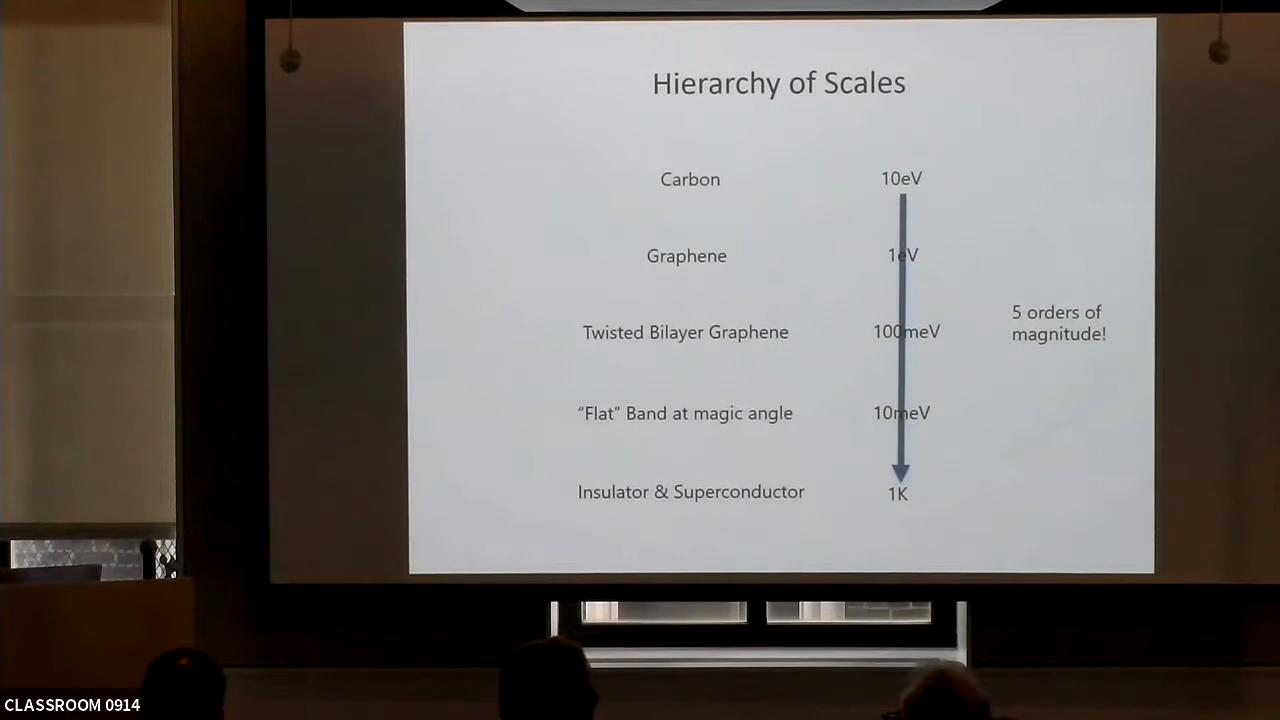 Hierarchy of Scales
Carbon 10eV
Graphene 1eV
5 orders of
magnitude!
Twisted Bilayer Graphene 100meV
“Flat” Band at magic angle 10meV
Insulator & Superconductor 1K
CLASSROOM 0914